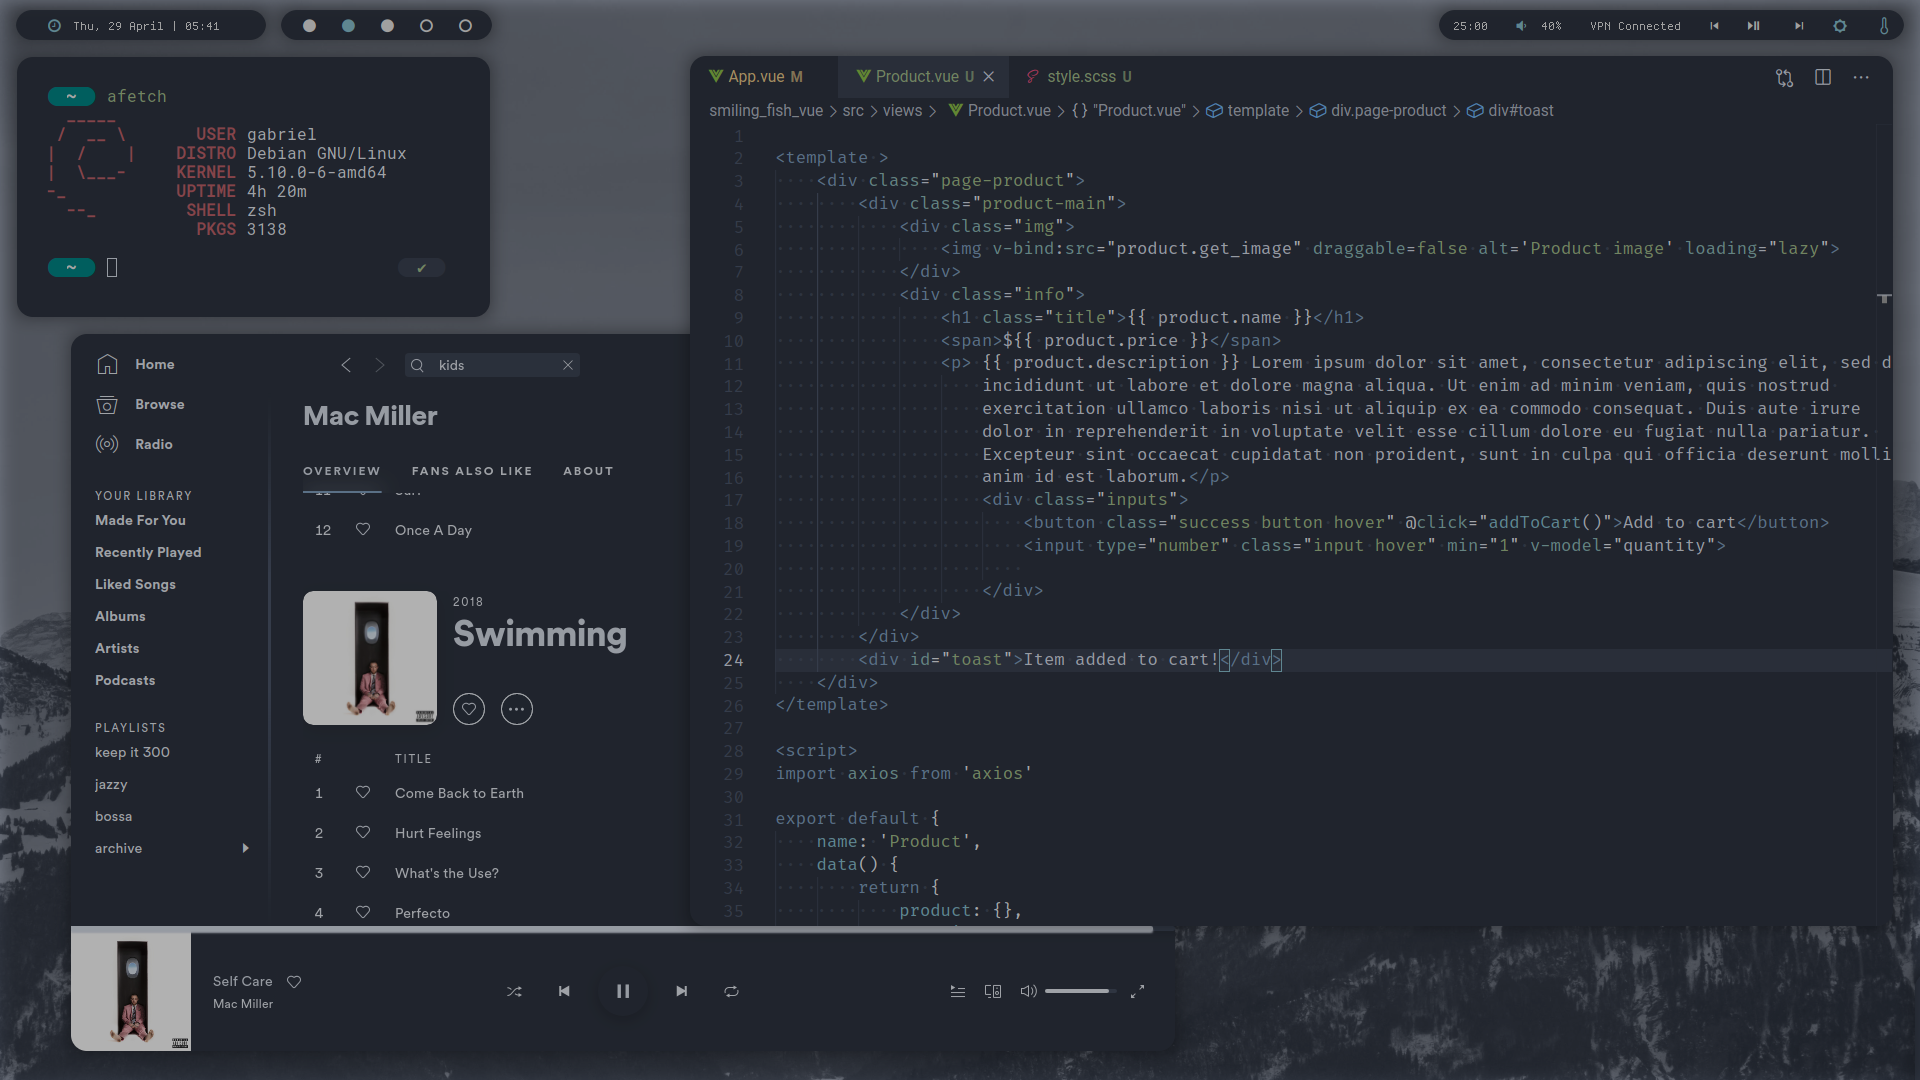 Thu, 29 April | 05:41
25:00 40% VPN Connected
~ afetch
USER gabriel
DISTRO Debian GNU/Linux
KERNEL 5.10.0-6-amd64
UPTIME 4h 20m
SHELL zsh
PKGS 3138
~ ✔
Home
Browse
Radio
YOUR LIBRARY
Made For You
Recently Played
Liked Songs
Albums
Artists
Podcasts
PLAYLISTS
keep it 300
jazzy
bossa
archive
kids
Mac Miller
OVERVIEW FANS ALSO LIKE ABOUT
12 Once A Day
2018
Swimming
# TITLE
1 Come Back to Earth
2 Hurt Feelings
3 What's the Use?
4 Perfecto
Self Care
Mac Miller
App.vue M Product.vue U style.scss U
smiling_fish_vue > src > views > Product.vue > {} "Product.vue" > template > div.page-product > div#toast
1
2 <template >
3 <div class="page-product">
4 <div class="product-main">
5 <div class="img">
6 <img v-bind:src="product.get_image" draggable=false alt='Product image' loading="lazy">
7 </div>
8 <div class="info">
9 <h1 class="title">{{ product.name }}</h1>
10 <span>${{ product.price }}</span>
11 <p> {{ product.description }} Lorem ipsum dolor sit amet, consectetur adipiscing elit, sed d
12 incididunt ut labore et dolore magna aliqua. Ut enim ad minim veniam, quis nostrud
13 exercitation ullamco laboris nisi ut aliquip ex ea commodo consequat. Duis aute irure
14 dolor in reprehenderit in voluptate velit esse cillum dolore eu fugiat nulla pariatur.
15 Excepteur sint occaecat cupidatat non proident, sunt in culpa qui officia deserunt molli
16 anim id est laborum.</p>
17 <div class="inputs">
18 <button class="success button hover" @click="addToCart()">Add to cart</button>
19 <input type="number" class="input hover" min="1" v-model="quantity">
20
21 </div>
22 </div>
23 </div>
24 <div id="toast">Item added to cart!</div>
25 </div>
26 </template>
27
28 <script>
29 import axios from 'axios'
30
31 export default {
32 name: 'Product',
33 data() {
34 return {
35 product: {},